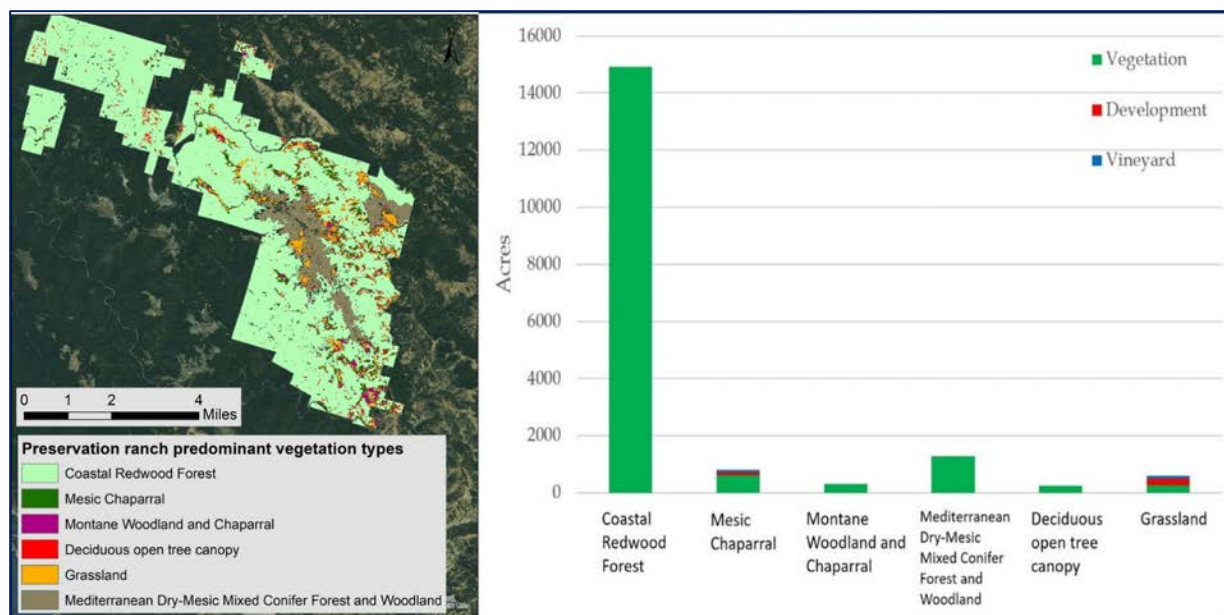 0 1 2 4
Miles
Preservation ranch predominant vegetation types
Coastal Redwood Forest
Mesic Chaparral
Montane Woodland and Chaparral
Deciduous open tree canopy
Grassland
Mediterranean Dry-Mesic Mixed Conifer Forest and Woodland
16000
14000
12000
10000
8000
6000
4000
2000
0
Acres
Vegetation
Development
Vineyard
Coastal
Redwood
Forest
Mesic
Chaparral
Montane
Woodland and
Chaparral
Mediterranean
Dry-Mesic
Mixed Conifer
Forest and
Woodland
Deciduous
open tree
canopy
Grassland